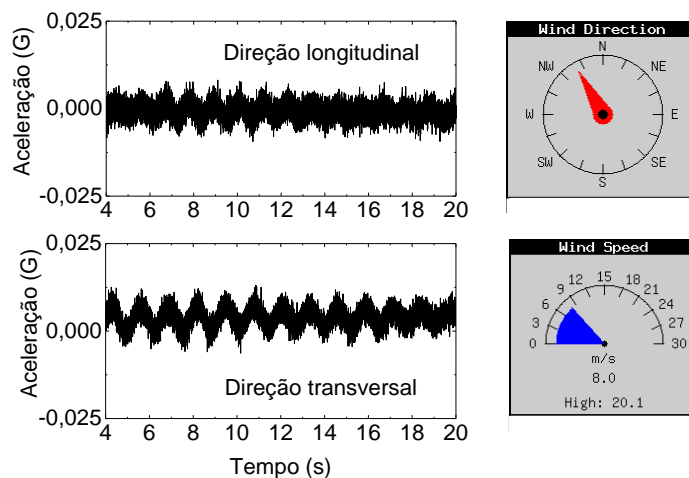 0,025
0,000
-0,025
Aceleração (G)
Direção longitudinal
4 6 8 10 12 14 16 18 20
Wind Direction
N
NW NE
W E
SW SE
S
0,025
0,000
-0,025
Aceleração (G)
Direção transversal
4 6 8 10 12 14 16 18 20
Tempo (s)
Wind Speed
0 3 6 9 12 15 18 21 24 27 30
m/s
8.0
High: 20.1